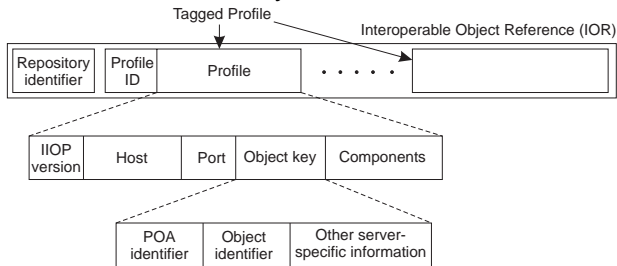 Tagged Profile
Interoperable Object Reference (IOR)
Repository
identifier
Profile
ID
Profile
. . . . .
IIOP
version
Host
Port
Object key
Components
POA
identifier
Object
identifier
Other server-
specific information